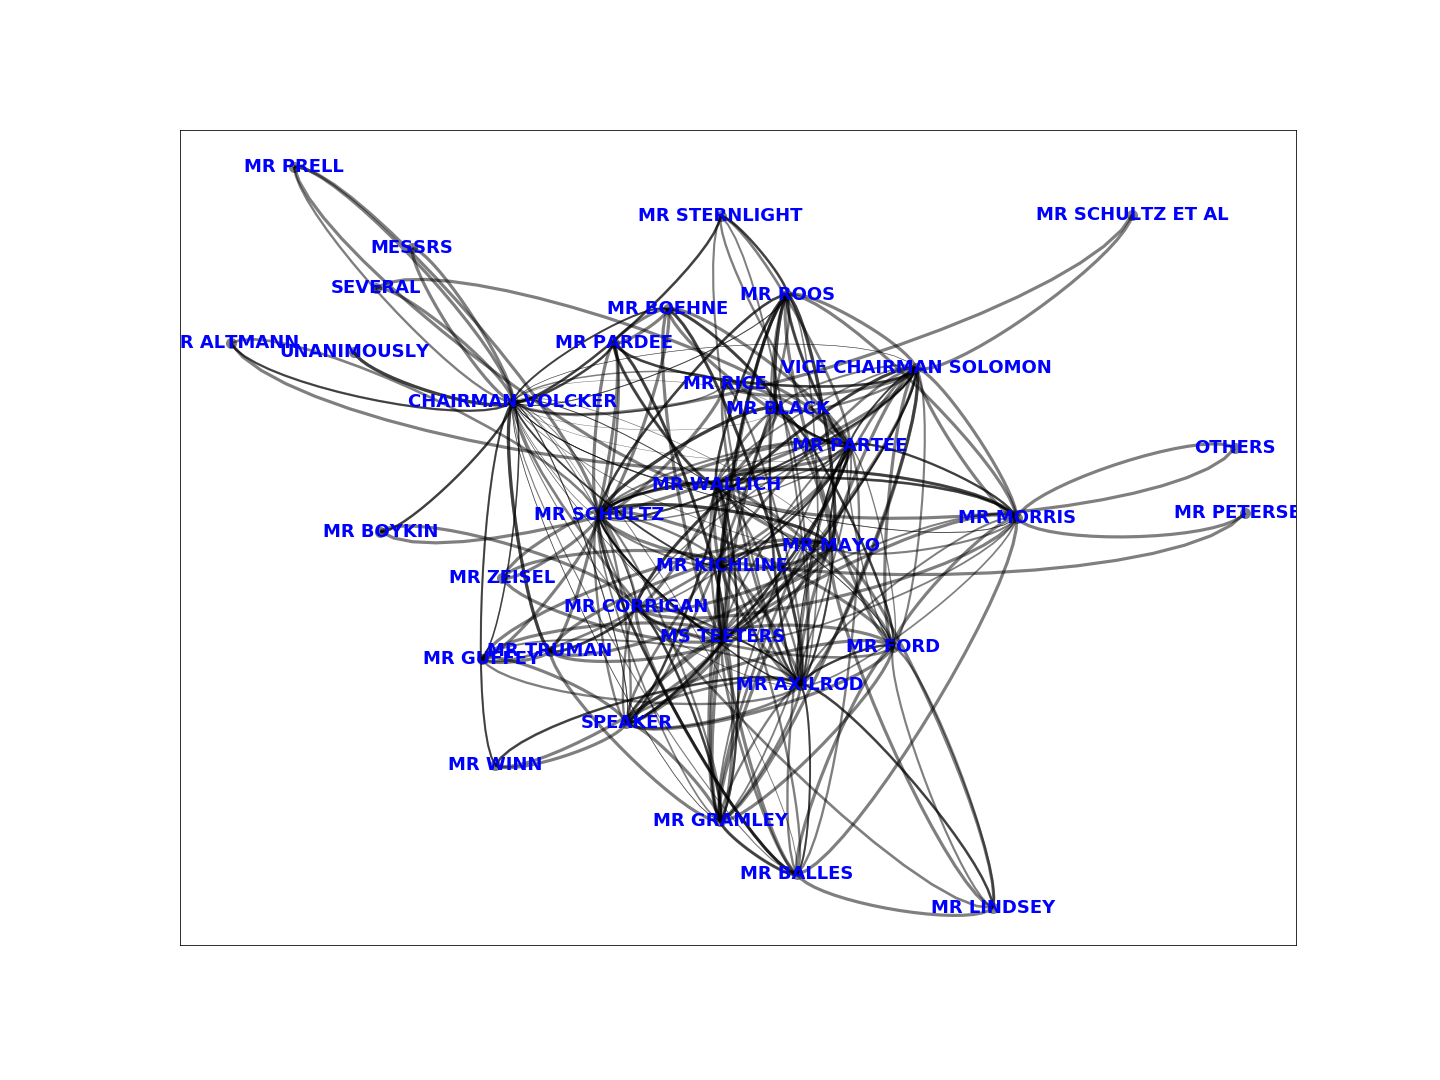 MR PRELL
MR STERNLIGHT
MR SCHULTZ ET AL
MESSRS
SEVERAL
MR ROOS
MR BOEHNE
R ALTMANN
MR PARDEE
UNANIMOUSLY
VICE CHAIRMAN SOLOMON
MR RICE
CHAIRMAN VOLCKER
MR BLACK
MR PARTEE
OTHERS
MR WALLICH
MR SCHULTZ
MR PETERSE
MR MORRIS
MR BOYKIN
MR MAYO
MR KICHLINE
MR ZEISEL
MR CORRIGAN
MS TEETERS
MR FORD
MR TRUMAN
MR GUFFEY
MR AXILROD
SPEAKER
MR WINN
MR GRAMLEY
MR BALLES
MR LINDSEY